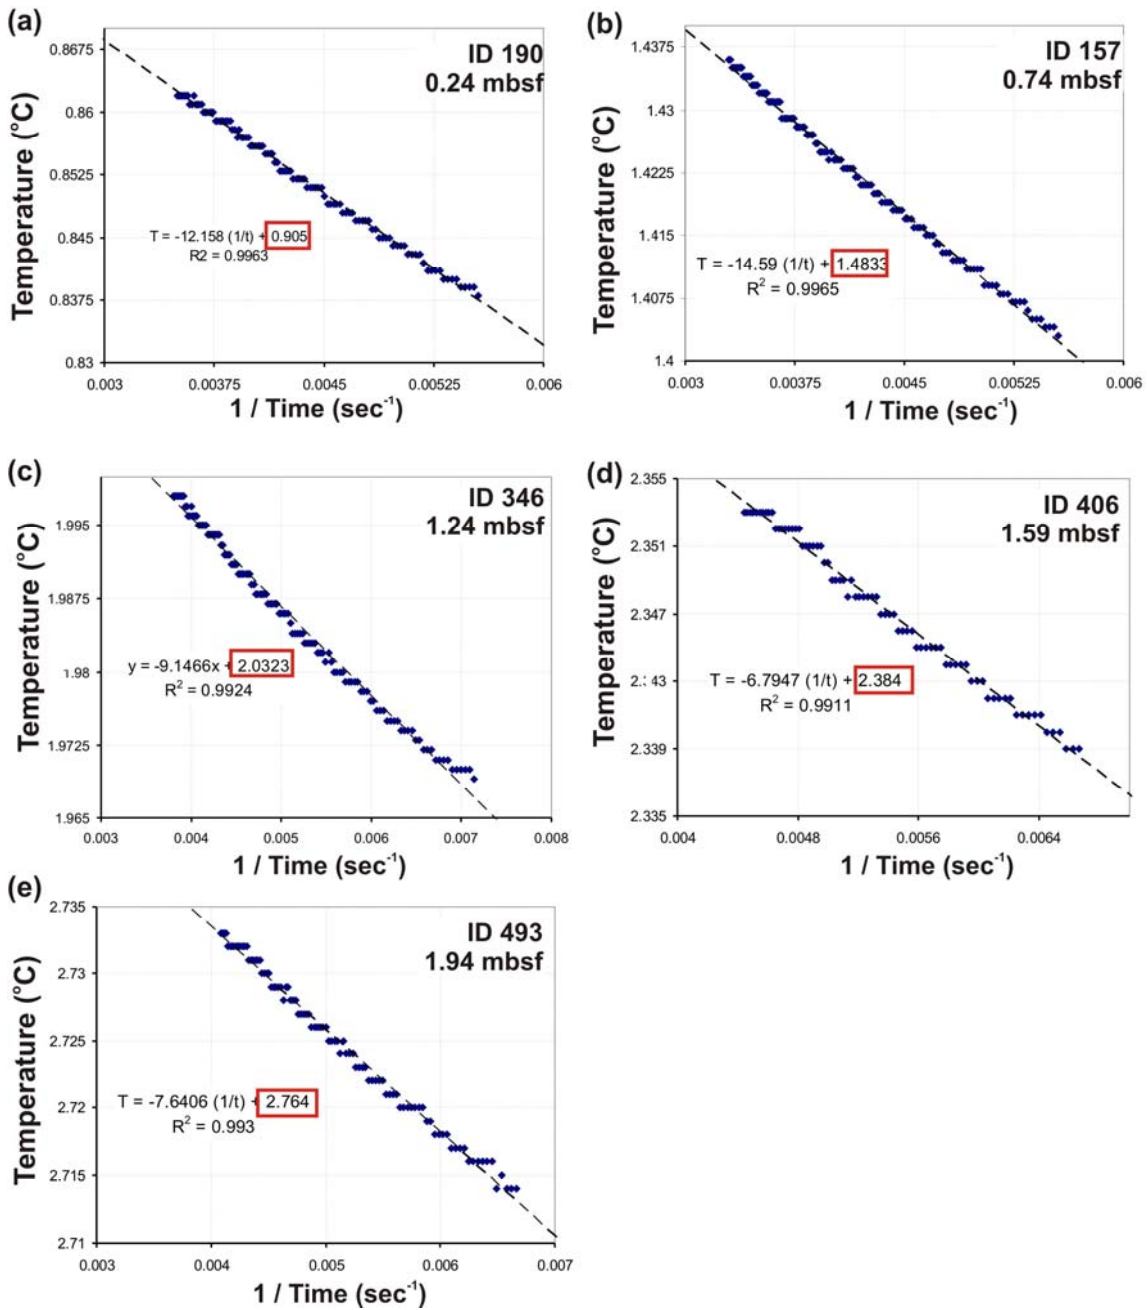 (a)
ID 190
0.24 mbsf
Temperature (°C)
0.8675
0.86
0.8525
0.845
0.8375
0.83
T = -12.158 (1/t) + 0.905
R2 = 0.9963
0.003 0.00375 0.0045 0.00525 0.006
1 / Time (sec⁻¹)
(b)
ID 157
0.74 mbsf
Temperature (°C)
1.4375
1.43
1.4225
1.415
1.4075
1.4
T = -14.59 (1/t) + 1.4833
R² = 0.9965
0.003 0.00375 0.0045 0.00525 0.006
1 / Time (sec⁻¹)
(c)
ID 346
1.24 mbsf
Temperature (°C)
1.995
1.9875
1.98
1.9725
1.965
y = -9.1466x + 2.0323
R² = 0.9924
0.003 0.004 0.005 0.006 0.007 0.008
1 / Time (sec⁻¹)
(d)
ID 406
1.59 mbsf
Temperature (°C)
2.355
2.351
2.347
2.343
2.339
2.335
T = -6.7947 (1/t) + 2.384
R² = 0.9911
0.004 0.0048 0.0056 0.0064
1 / Time (sec⁻¹)
(e)
ID 493
1.94 mbsf
Temperature (°C)
2.735
2.73
2.725
2.72
2.715
2.71
T = -7.6406 (1/t) + 2.764
R² = 0.993
0.003 0.004 0.005 0.006 0.007
1 / Time (sec⁻¹)